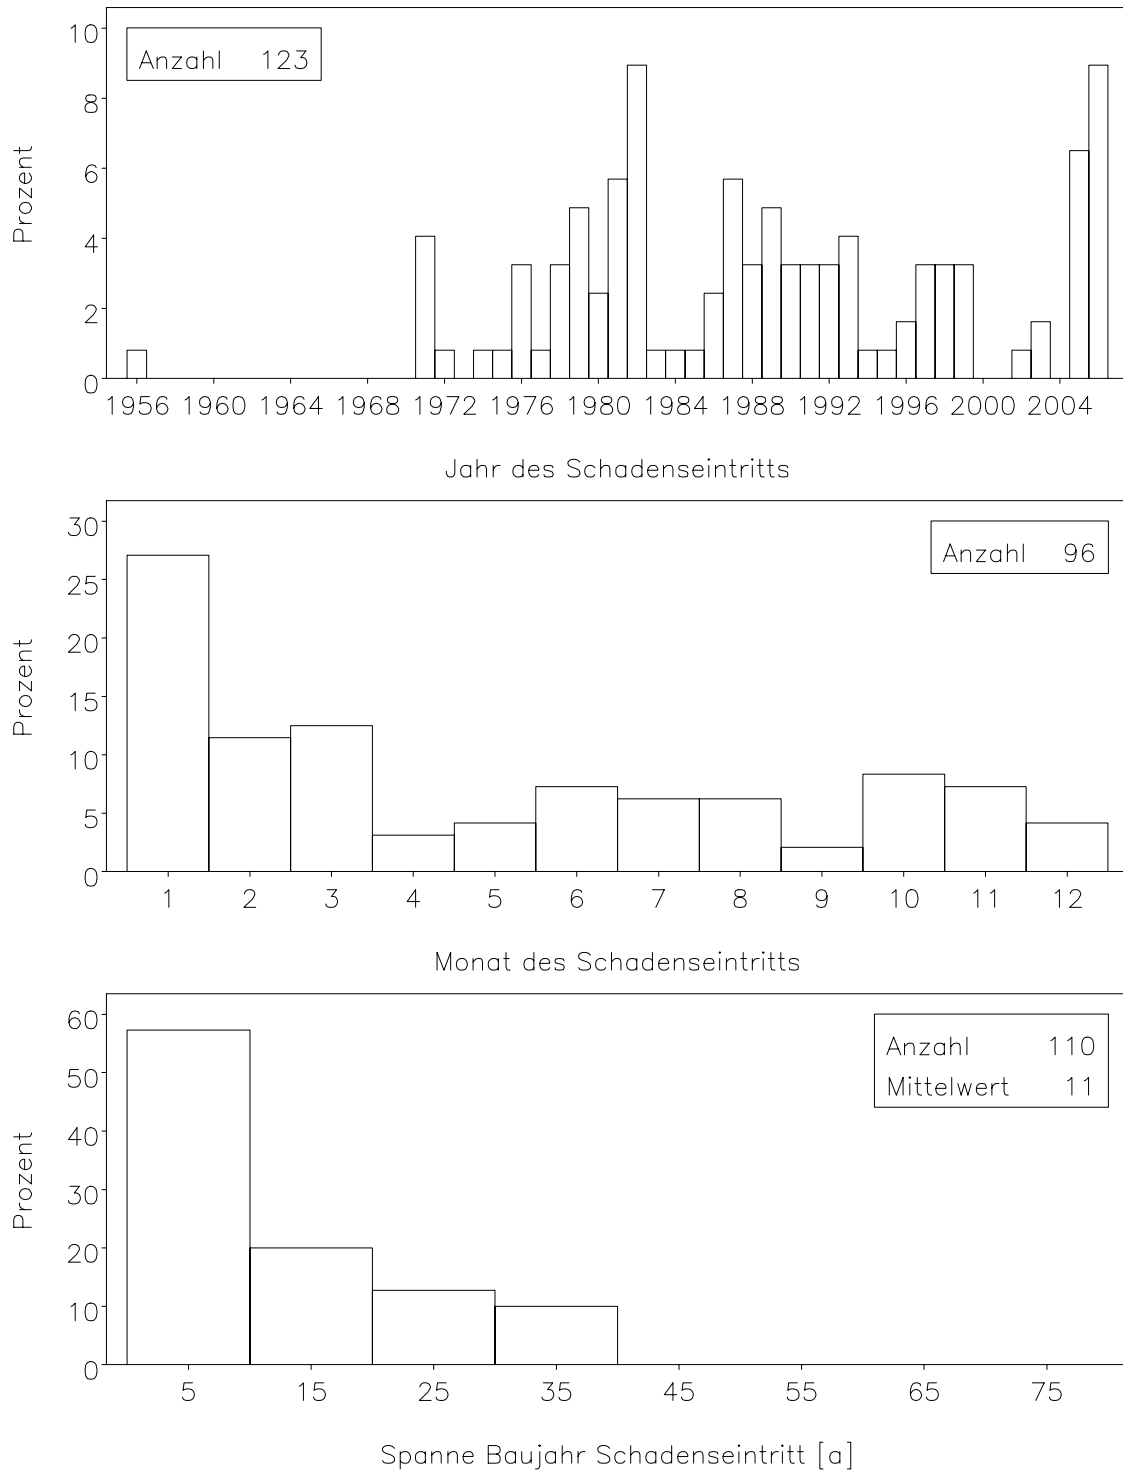 10
Anzahl 123
8
6
Prozent
4
2
0
1956 1960 1964 1968 1972 1976 1980 1984 1988 1992 1996 2000 2004
Jahr des Schadenseintritts
30
Anzahl 96
25
20
Prozent
15
10
5
0
1 2 3 4 5 6 7 8 9 10 11 12
Monat des Schadenseintritts
60
Anzahl 110
Mittelwert 11
50
40
Prozent
30
20
10
0
5 15 25 35 45 55 65 75
Spanne Baujahr Schadenseintritt [a]